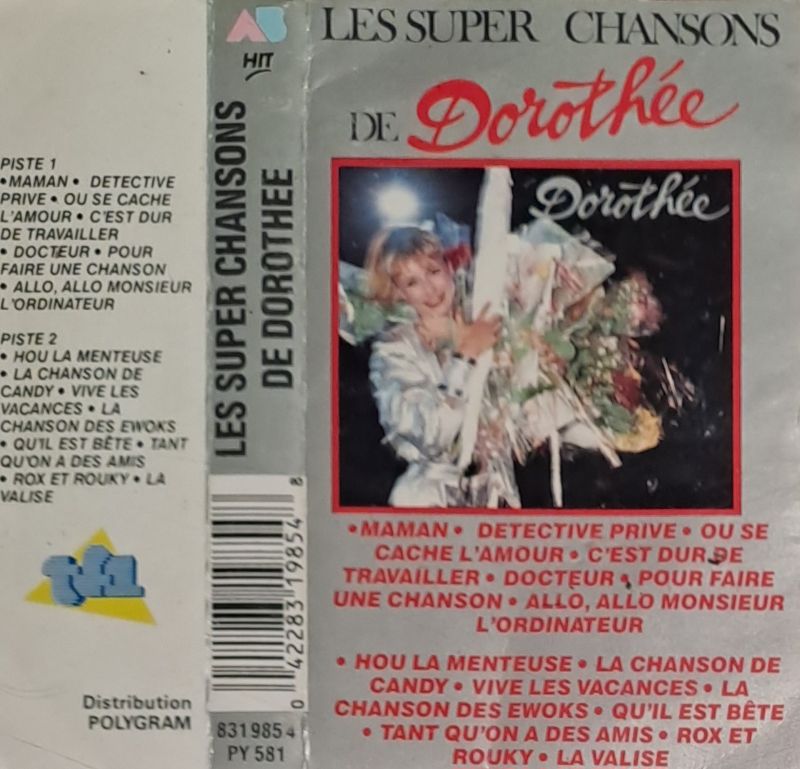 PISTE 1
• MAMAN • DETECTIVE
PRIVE • OU SE CACHE
L'AMOUR • C'EST DUR
DE TRAVAILLER
• DOCTEUR • POUR
FAIRE UNE CHANSON
• ALLO, ALLO MONSIEUR
L'ORDINATEUR
PISTE 2
• HOU LA MENTEUSE
• LA CHANSON DE
CANDY • VIVE LES
VACANCES • LA
CHANSON DES EWOKS
• QU'IL EST BÊTE • TANT
QU'ON A DES AMIS
• ROX ET ROUKY • LA
VALISE
tf1
Distribution
POLYGRAM
AB
HIT
LES SUPER CHANSONS
DE DOROTHEE
0 42283 19854 8
831985 4
PY 581
LES SUPER CHANSONS
DE Dorothée
Dorothée
• MAMAN • DETECTIVE PRIVE • OU SE
CACHE L'AMOUR • C'EST DUR DE
TRAVAILLER • DOCTEUR • POUR FAIRE
UNE CHANSON • ALLO, ALLO MONSIEUR
L'ORDINATEUR
• HOU LA MENTEUSE • LA CHANSON DE
CANDY • VIVE LES VACANCES • LA
CHANSON DES EWOKS • QU'IL EST BÊTE
• TANT QU'ON A DES AMIS • ROX ET
ROUKY • LA VALISE